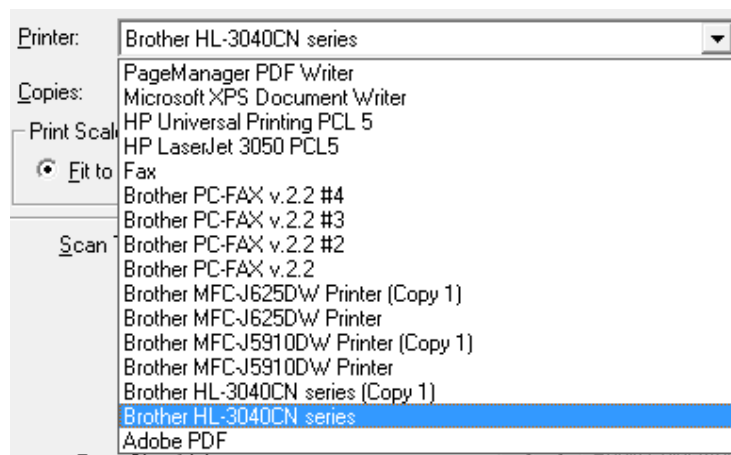 Printer: Brother HL-3040CN series
PageManager PDF Writer
Copies: Microsoft XPS Document Writer
HP Universal Printing PCL 5
Print Scal
HP LaserJet 3050 PCL5
Fit to Fax
Brother PC-FAX v.2.2 #4
Brother PC-FAX v.2.2 #3
Scan Brother PC-FAX v.2.2 #2
Brother PC-FAX v.2.2
Brother MFC-J625DW Printer (Copy 1)
Brother MFC-J625DW Printer
Brother MFC-J5910DW Printer (Copy 1)
Brother MFC-J5910DW Printer
Brother HL-3040CN series (Copy 1)
Brother HL-3040CN series
Adobe PDF